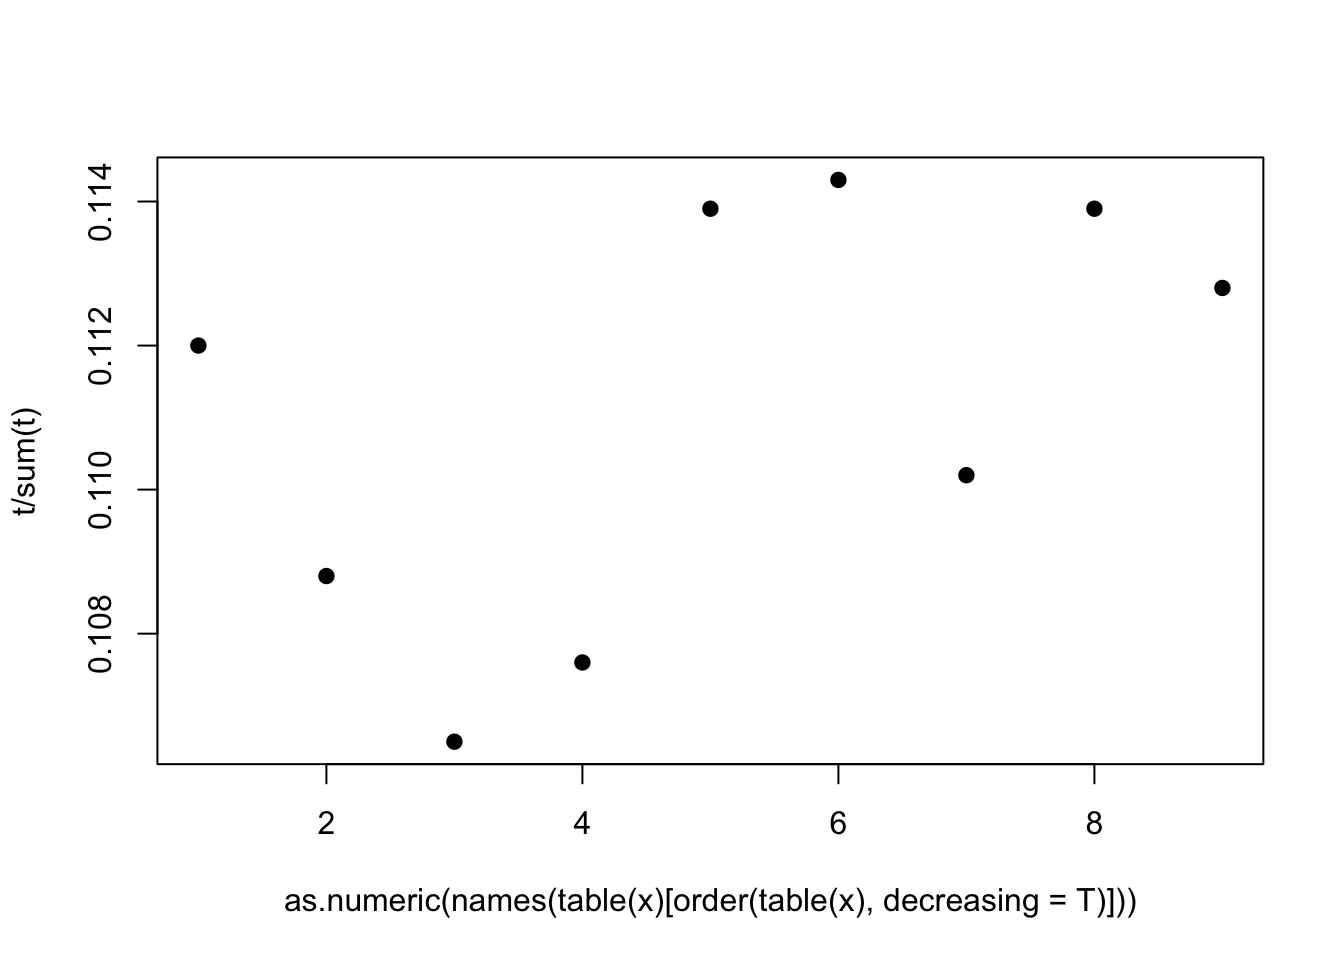 0.114
0.112
0.110
0.108
t/sum(t)
2 4 6 8
as.numeric(names(table(x)[order(table(x), decreasing = T)]))